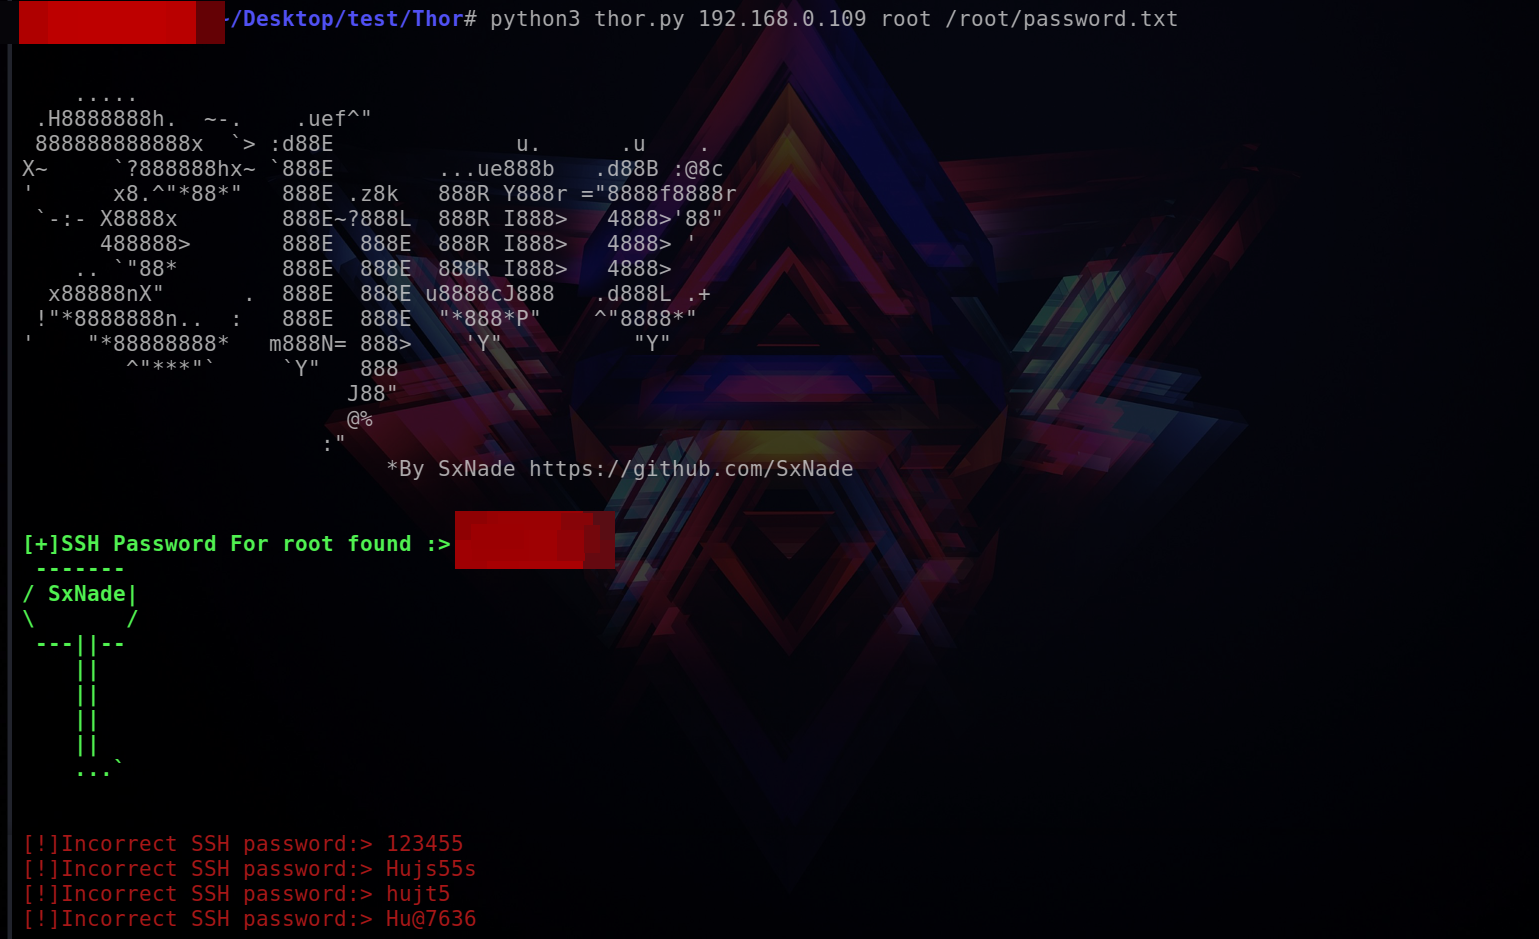 ~/Desktop/test/Thor# python3 thor.py 192.168.0.109 root /root/password.txt
    .....
 .H8888888h.  ~-.    .uef^"
 888888888888x  `> :d88E              u.      .u    .
X~     `?888888hx~ `888E        ...ue888b   .d88B :@8c
'      x8.^"*88*"   888E .z8k   888R Y888r ="8888f8888r
 `-:- X8888x        888E~?888L  888R I888>   4888>'88"
      488888>       888E  888E  888R I888>   4888> '
    .. `"88*        888E  888E  888R I888>   4888>
  x88888nX"      .  888E  888E u8888cJ888   .d888L .+
 !"*8888888n..  :   888E  888E  "*888*P"    ^"8888*"
'    "*88888888*   m888N= 888>    'Y"          "Y"
        ^"***"`     `Y"   888
                         J88"
                         @%
                       :"
*By SxNade https://github.com/SxNade
[+]SSH Password For root found :>
 -------
/ SxNade|
\       /
 ---||--
    ||
    ||
    ||
    ||
    ...`
[!]Incorrect SSH password:> 123455
[!]Incorrect SSH password:> Hujs55s
[!]Incorrect SSH password:> hujt5
[!]Incorrect SSH password:> Hu@7636